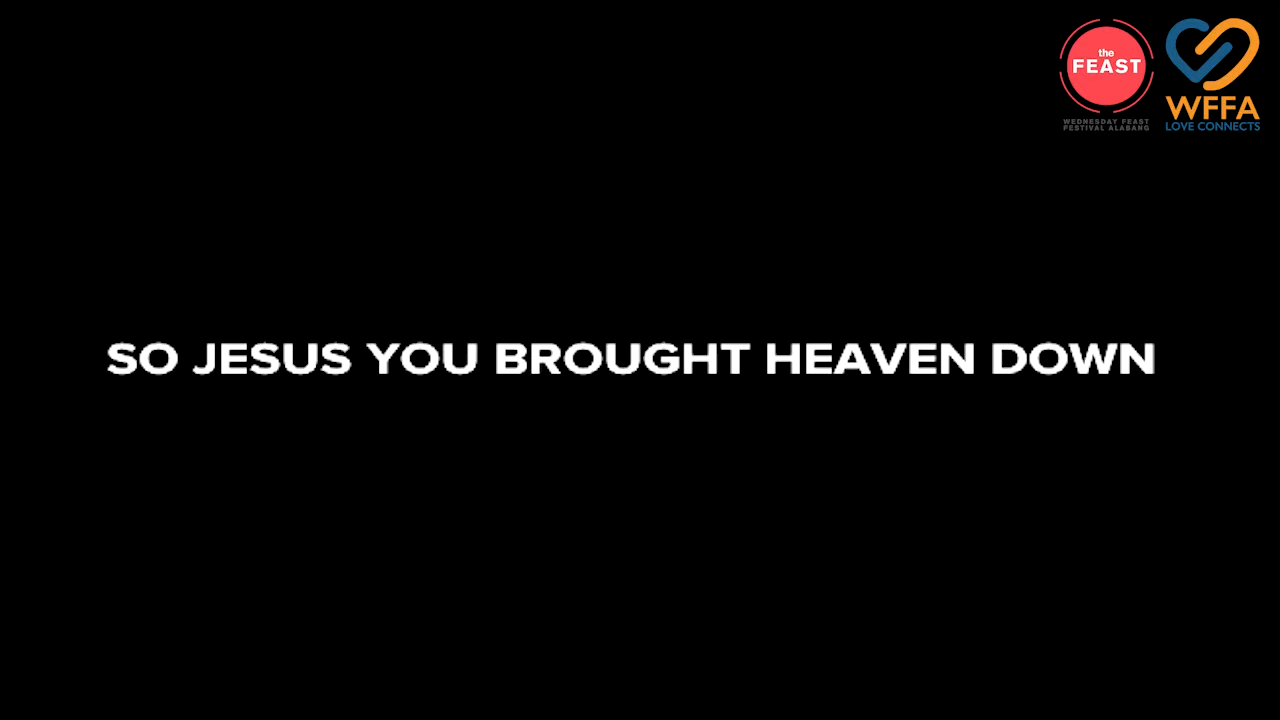 the
FEAST
WEDNESDAY FEAST
FESTIVAL ALABANG
WFFA
LOVE CONNECTS
SO JESUS YOU BROUGHT HEAVEN DOWN